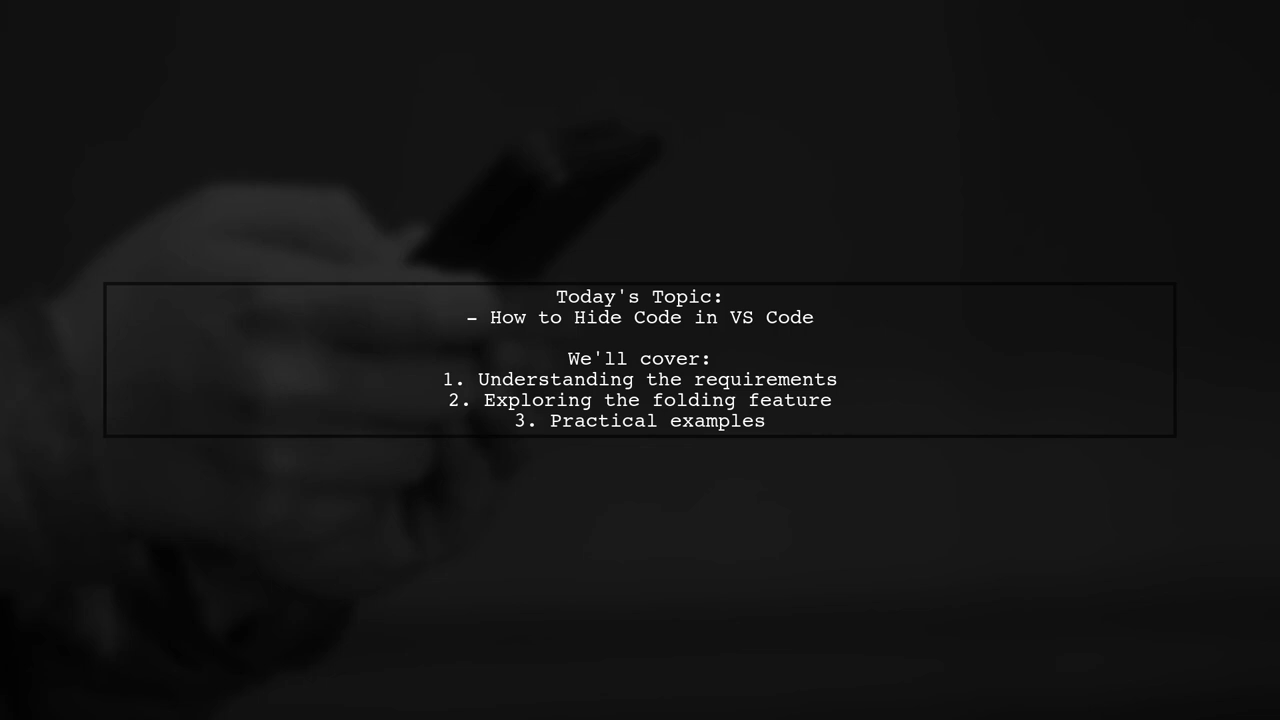 Today's Topic:
- How to Hide Code in VS Code
We'll cover:
1. Understanding the requirements
2. Exploring the folding feature
3. Practical examples